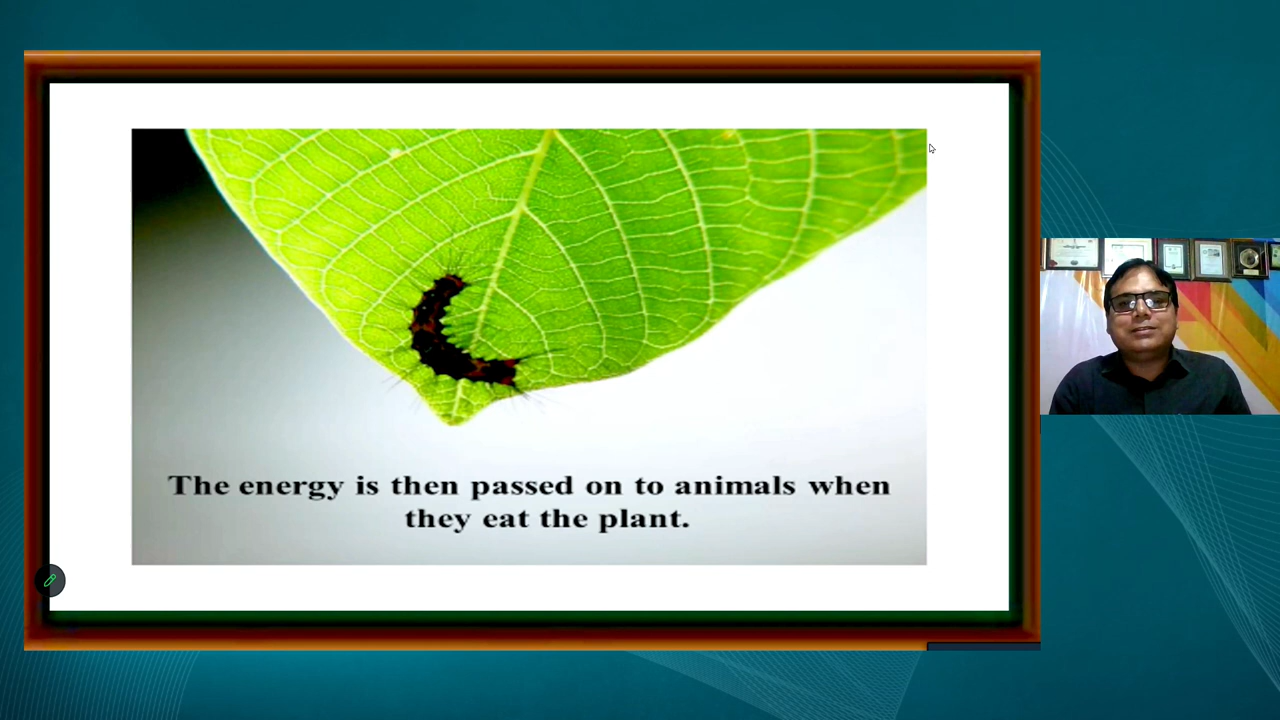 The energy is then passed on to animals when
they eat the plant.